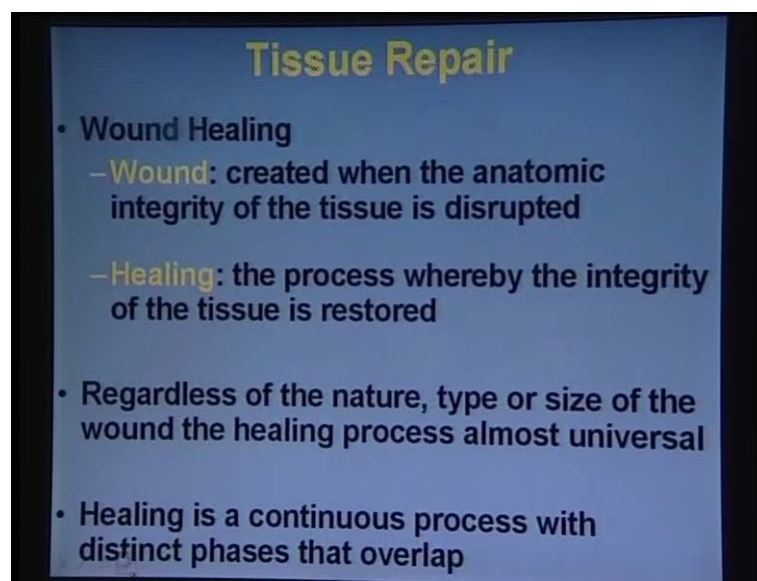 Tissue Repair
• Wound Healing
–Wound: created when the anatomic
integrity of the tissue is disrupted
–Healing: the process whereby the integrity
of the tissue is restored
• Regardless of the nature, type or size of the
wound the healing process almost universal
• Healing is a continuous process with
distinct phases that overlap